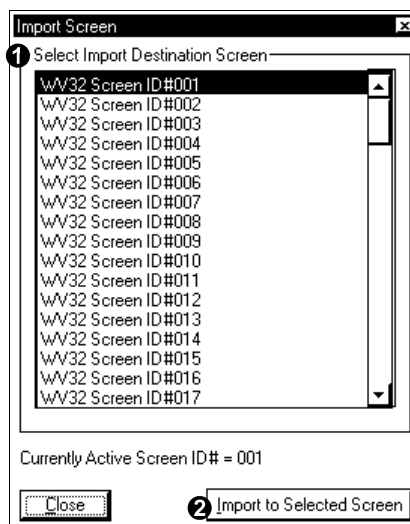 Import Screen
1 Select Import Destination Screen
WV32 Screen ID#001
WV32 Screen ID#002
WV32 Screen ID#003
WV32 Screen ID#004
WV32 Screen ID#005
WV32 Screen ID#006
WV32 Screen ID#007
WV32 Screen ID#008
WV32 Screen ID#009
WV32 Screen ID#010
WV32 Screen ID#011
WV32 Screen ID#012
WV32 Screen ID#013
WV32 Screen ID#014
WV32 Screen ID#015
WV32 Screen ID#016
WV32 Screen ID#017
Currently Active Screen ID# = 001
Close 2 Import to Selected Screen